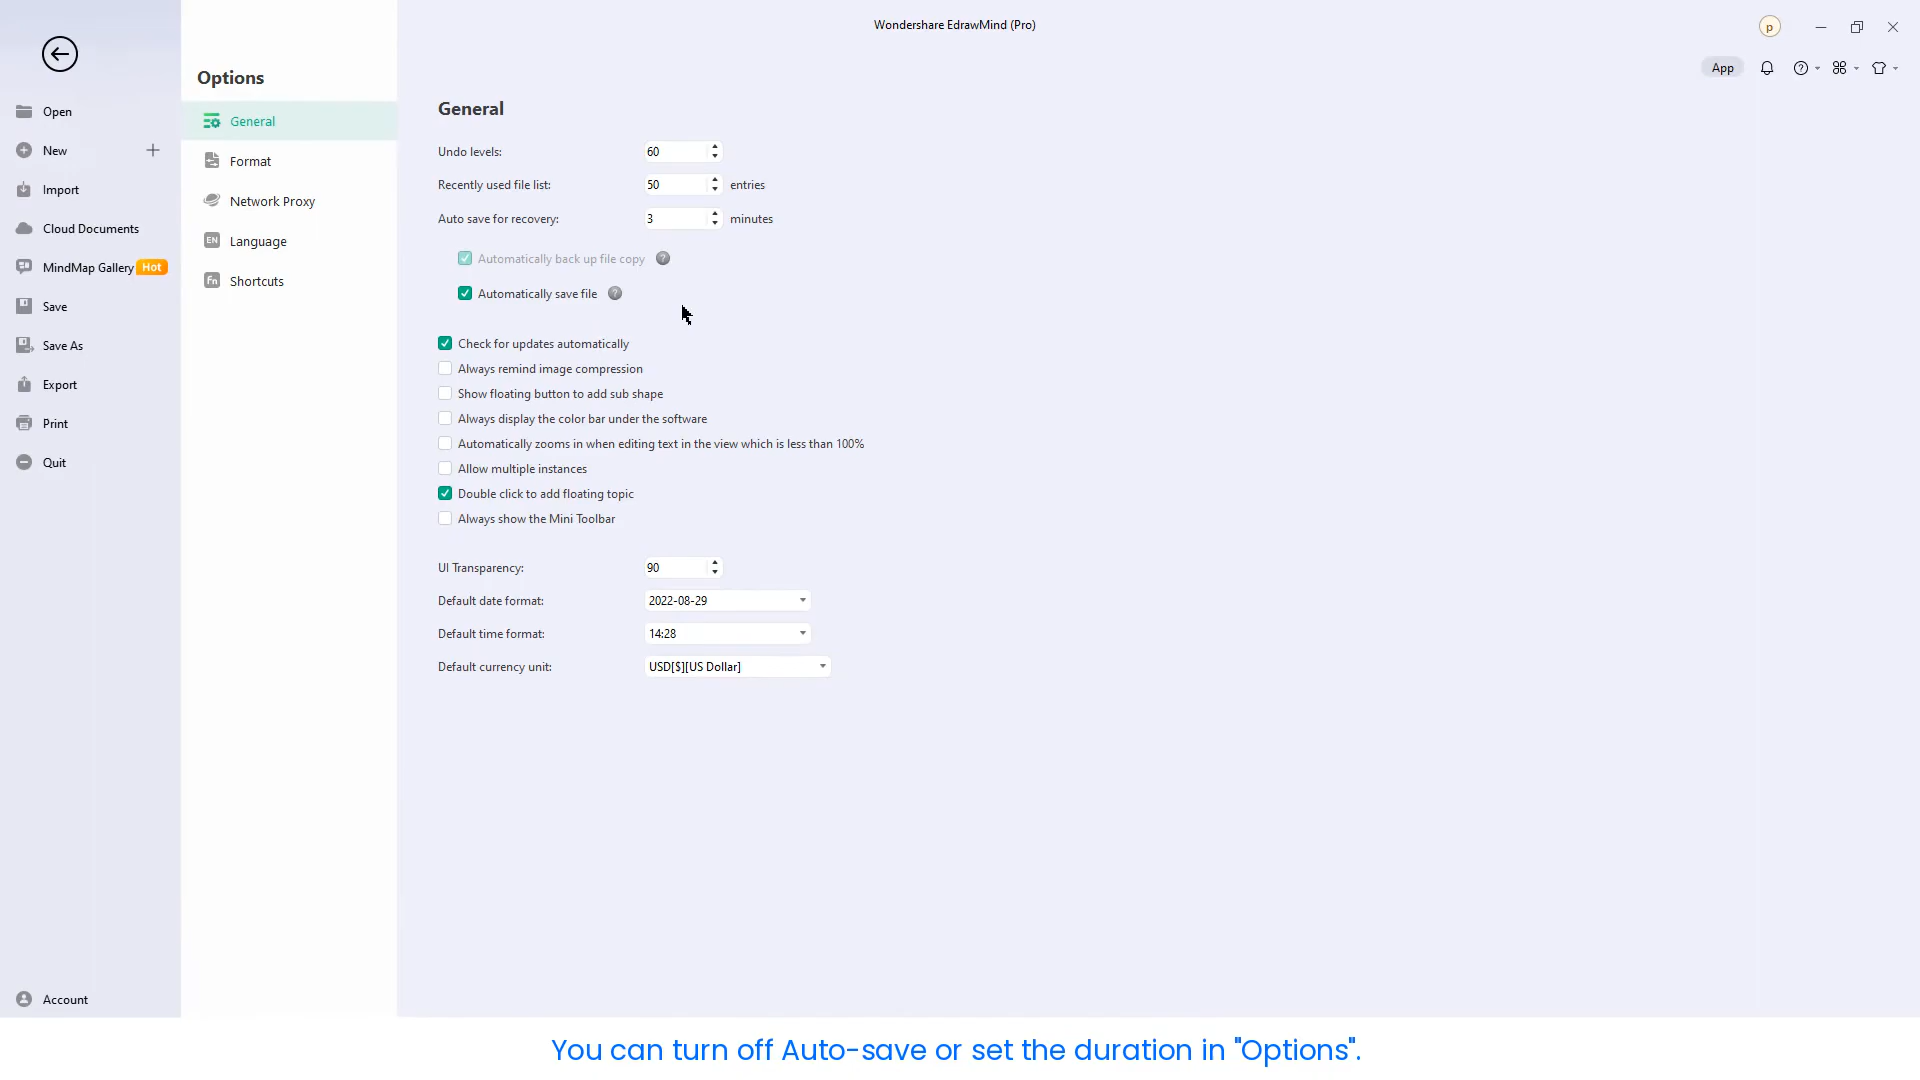 Wondershare EdrawMind (Pro)
p
App
Open
New
Import
Cloud Documents
MindMap Gallery Hot
Save
Save As
Export
Print
Quit
Account
Options
General
Format
Network Proxy
EN Language
Fn Shortcuts
General
Undo levels: 60
Recently used file list: 50 entries
Auto save for recovery: 3 minutes
Automatically back up file copy ?
Automatically save file ?
Check for updates automatically
Always remind image compression
Show floating button to add sub shape
Always display the color bar under the software
Automatically zooms in when editing text in the view which is less than 100%
Allow multiple instances
Double click to add floating topic
Always show the Mini Toolbar
UI Transparency: 90
Default date format: 2022-08-29
Default time format: 14:28
Default currency unit: USD[$][US Dollar]
You can turn off Auto-save or set the duration in "Options".